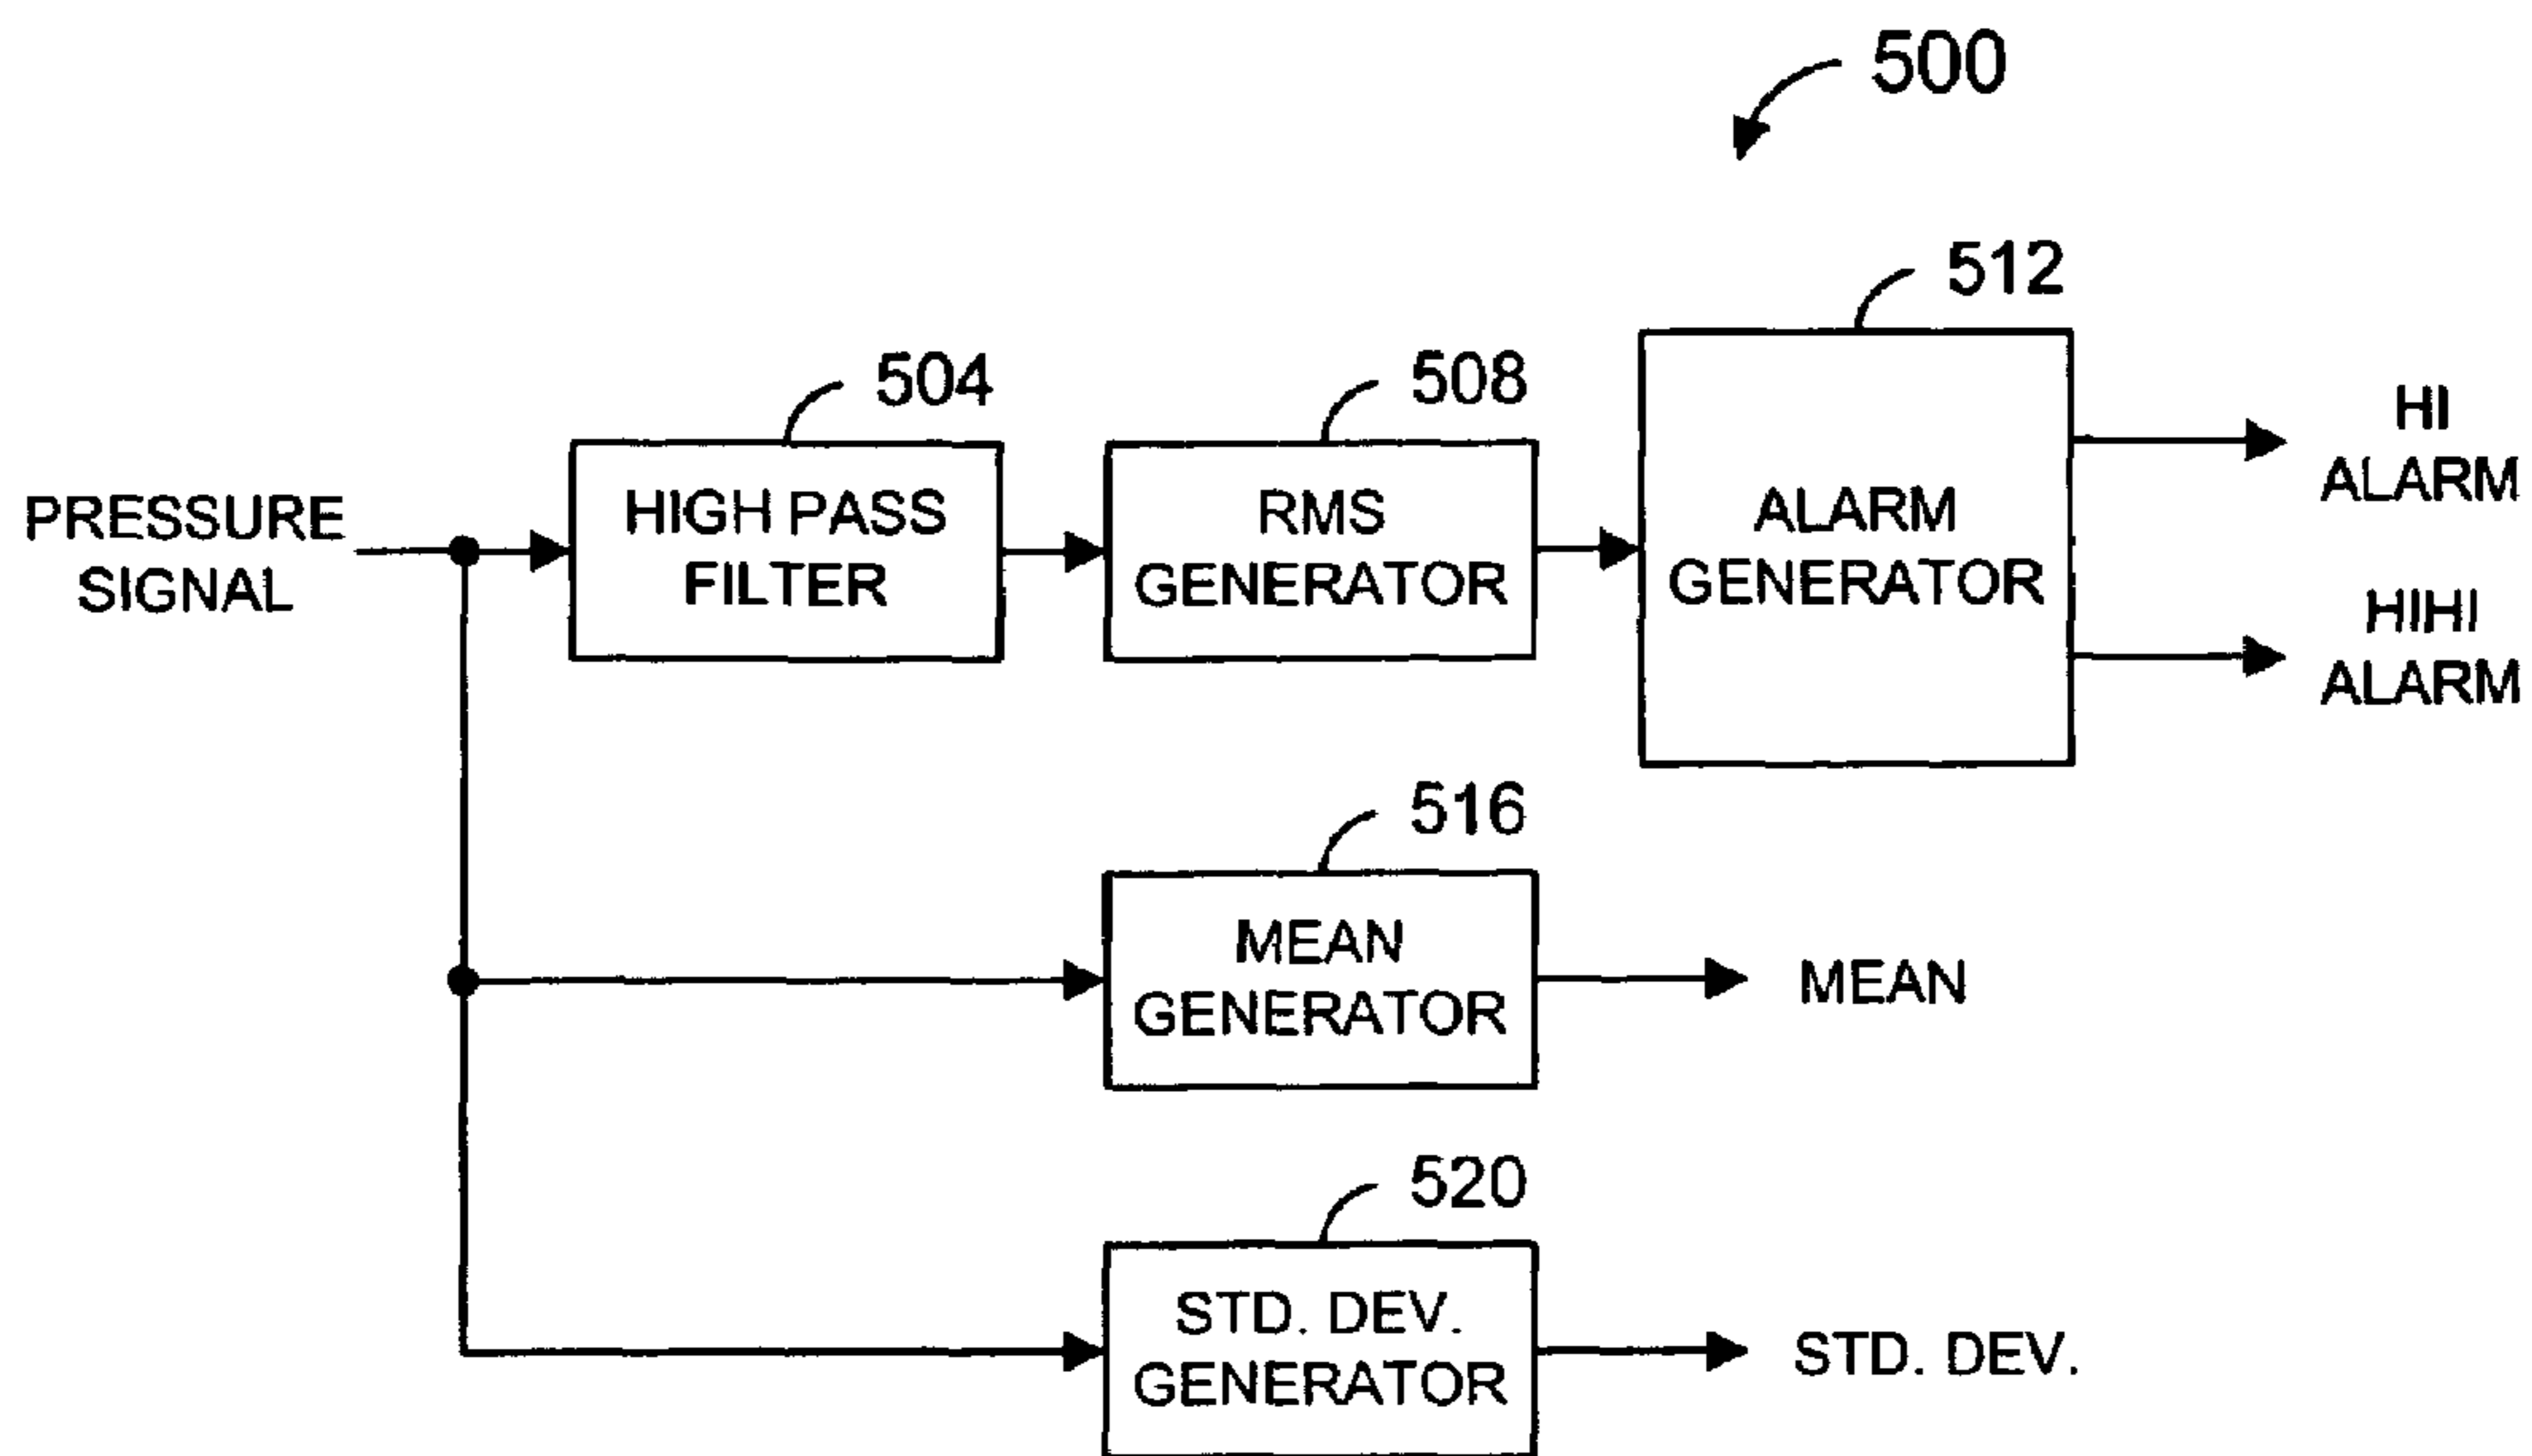 500
512
504
508
HI
ALARM
PRESSURE
SIGNAL
HIGH PASS
FILTER
RMS
GENERATOR
ALARM
GENERATOR
HIHI
ALARM
516
MEAN
GENERATOR
MEAN
520
STD. DEV.
GENERATOR
STD. DEV.